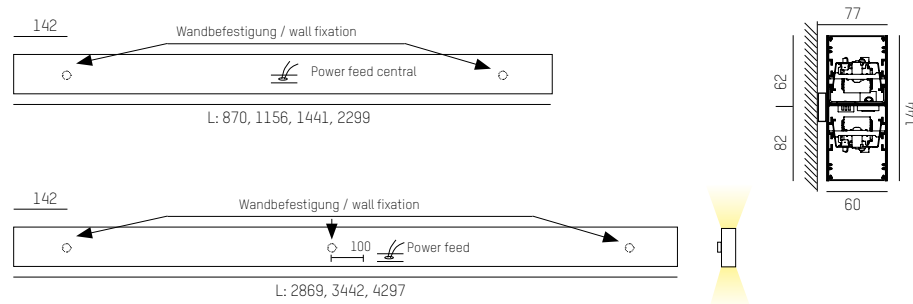 142
Wandbefestigung / wall fixation
Power feed central
L: 870, 1156, 1441, 2299
77
62
82
144
60
142
Wandbefestigung / wall fixation
100
Power feed
L: 2869, 3442, 4297